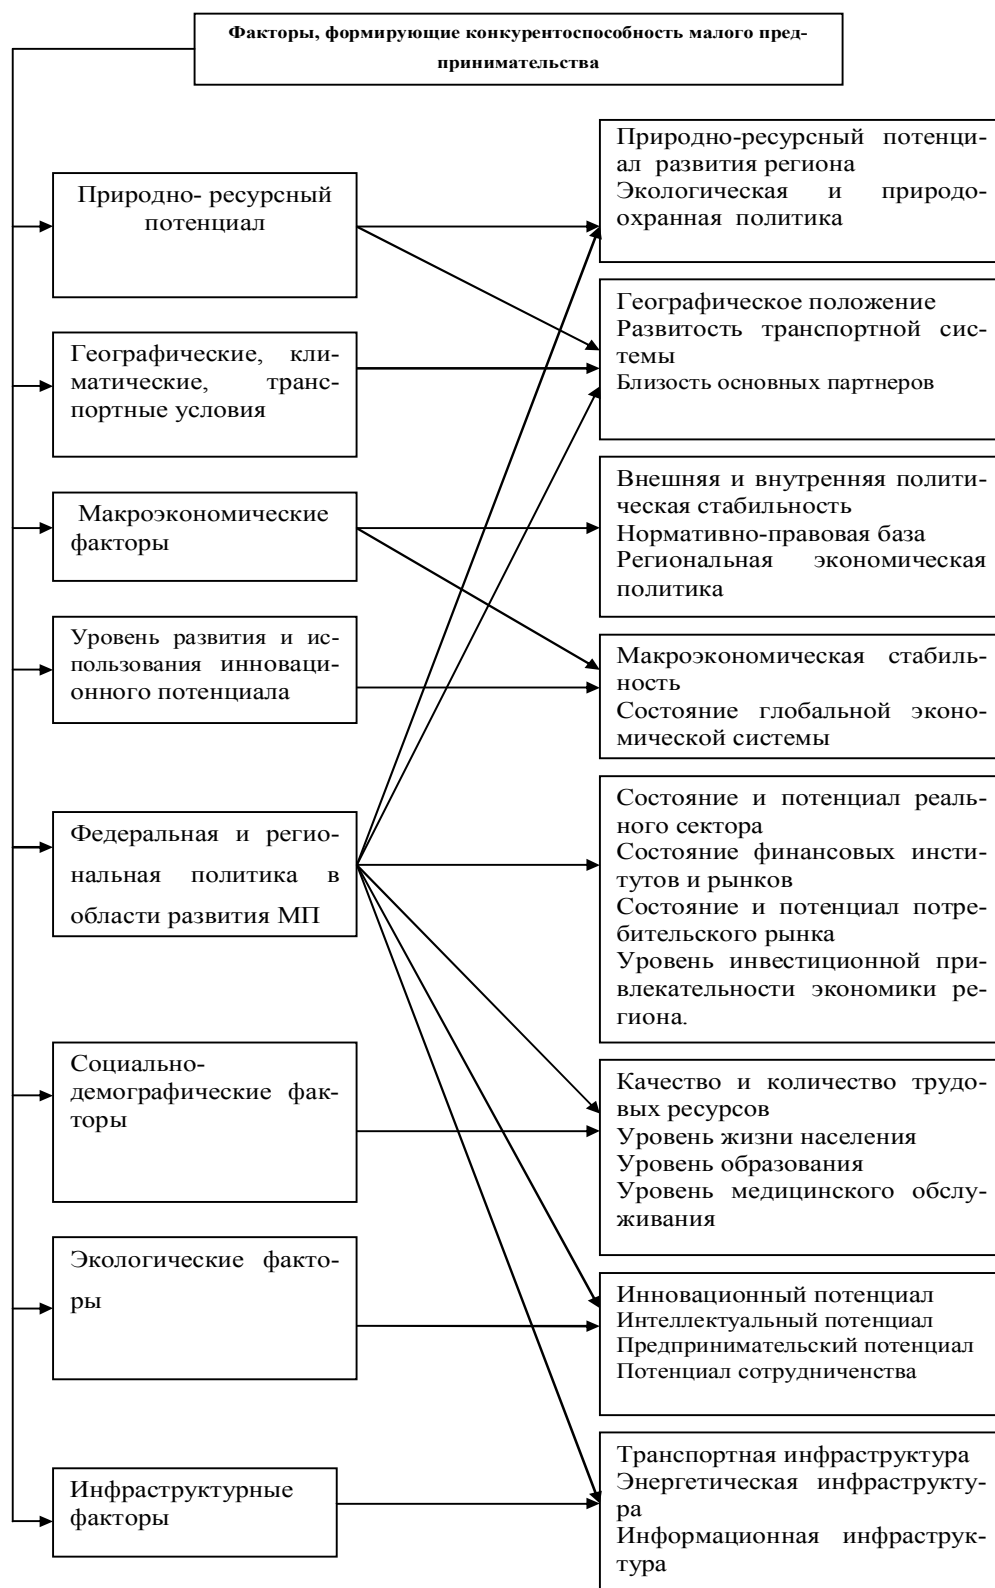 Факторы, формирующие конкурентоспособность малого пред-
принимательства
Природно- ресурсный
потенциал
Географические, кли-
матические, транс-
портные условия
Макроэкономические
факторы
Уровень развития и ис-
пользования инноваци-
онного потенциала
Федеральная и регио-
нальная политика в
области развития МП
Социально-
демографические фак-
торы
Экологические факто-
ры
Инфраструктурные
факторы
Природно-ресурсный потенци-
ал развития региона
Экологическая и природо-
охранная политика
Географическое положение
Развитость транспортной сис-
темы
Близость основных партнеров
Внешняя и внутренняя полити-
ческая стабильность
Нормативно-правовая база
Региональная экономическая
политика
Макроэкономическая стабиль-
ность
Состояние глобальной эконо-
мической системы
Состояние и потенциал реаль-
ного сектора
Состояние финансовых инсти-
тутов и рынков
Состояние и потенциал потре-
бительского рынка
Уровень инвестиционной при-
влекательности экономики ре-
гиона.
Качество и количество трудо-
вых ресурсов
Уровень жизни населения
Уровень образования
Уровень медицинского обслу-
живания
Инновационный потенциал
Интеллектуальный потенциал
Предпринимательский потенциал
Потенциал сотрудниченства
Транспортная инфраструктура
Энергетическая инфраструкту-
ра
Информационная инфраструк-
тура